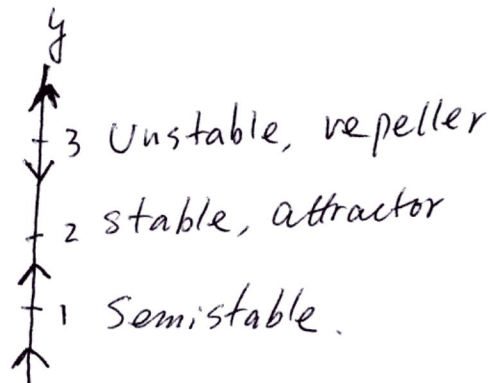 y
3 Unstable, repeller
2 stable, attractor
1 Semistable.